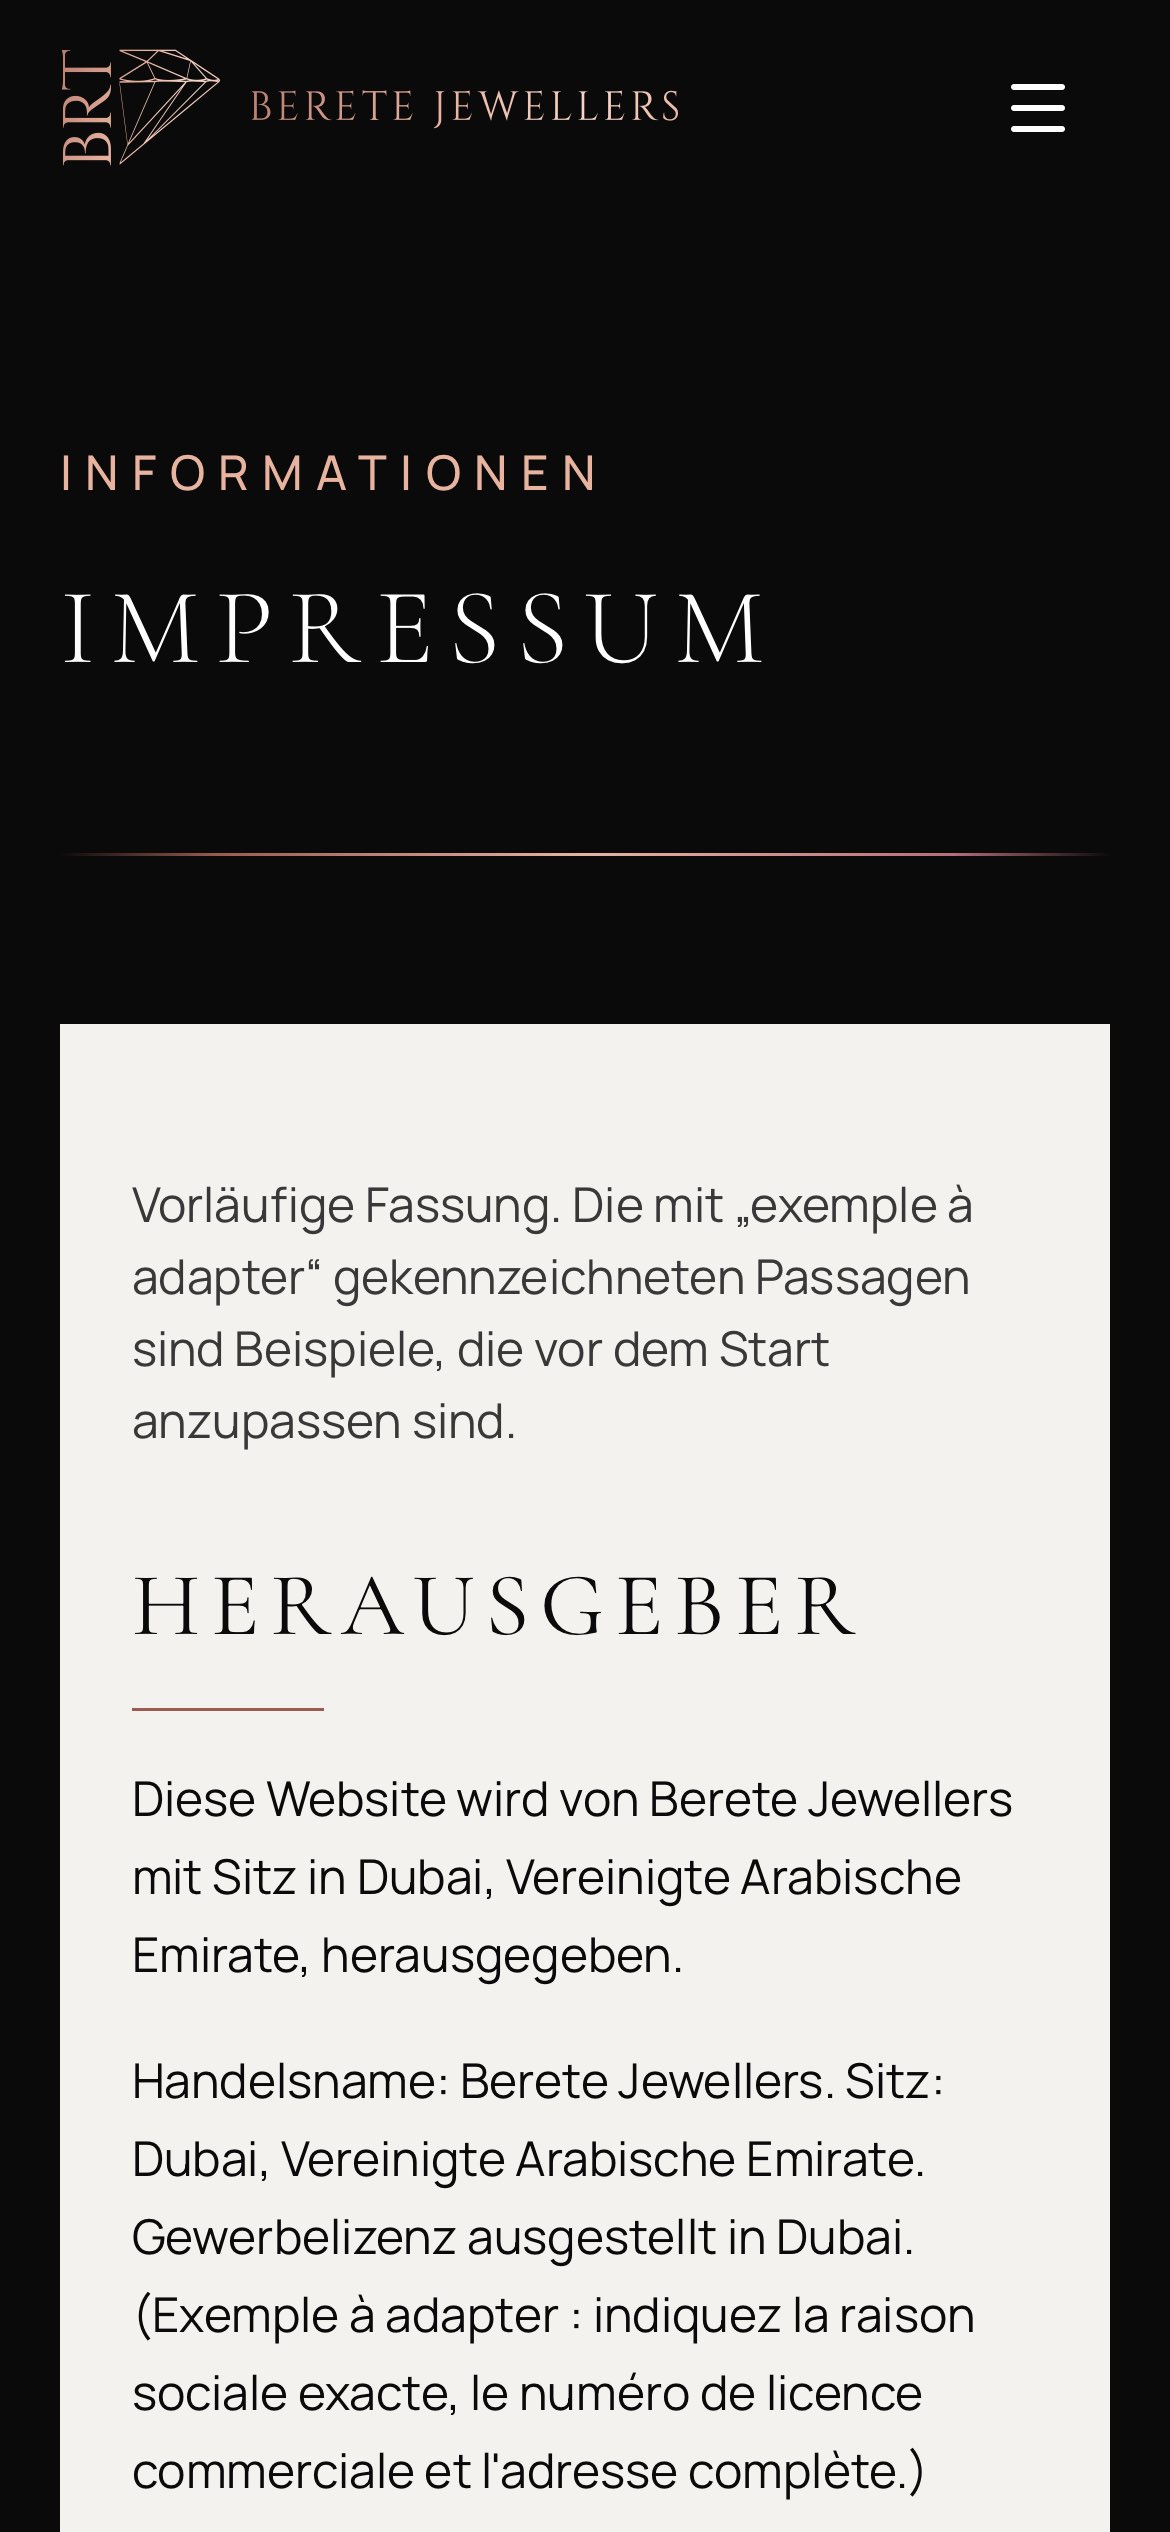 BRT
BERETE JEWELLERS
INFORMATIONEN
IMPRESSUM
Vorläufige Fassung. Die mit „exemple à
adapter“ gekennzeichneten Passagen
sind Beispiele, die vor dem Start
anzupassen sind.
HERAUSGEBER
Diese Website wird von Berete Jewellers
mit Sitz in Dubai, Vereinigte Arabische
Emirate, herausgegeben.
Handelsname: Berete Jewellers. Sitz:
Dubai, Vereinigte Arabische Emirate.
Gewerbelizenz ausgestellt in Dubai.
(Exemple à adapter : indiquez la raison
sociale exacte, le numéro de licence
commerciale et l'adresse complète.)